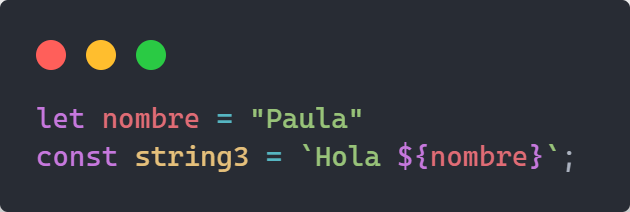 let nombre = "Paula"
const string3 = `Hola ${nombre}`;